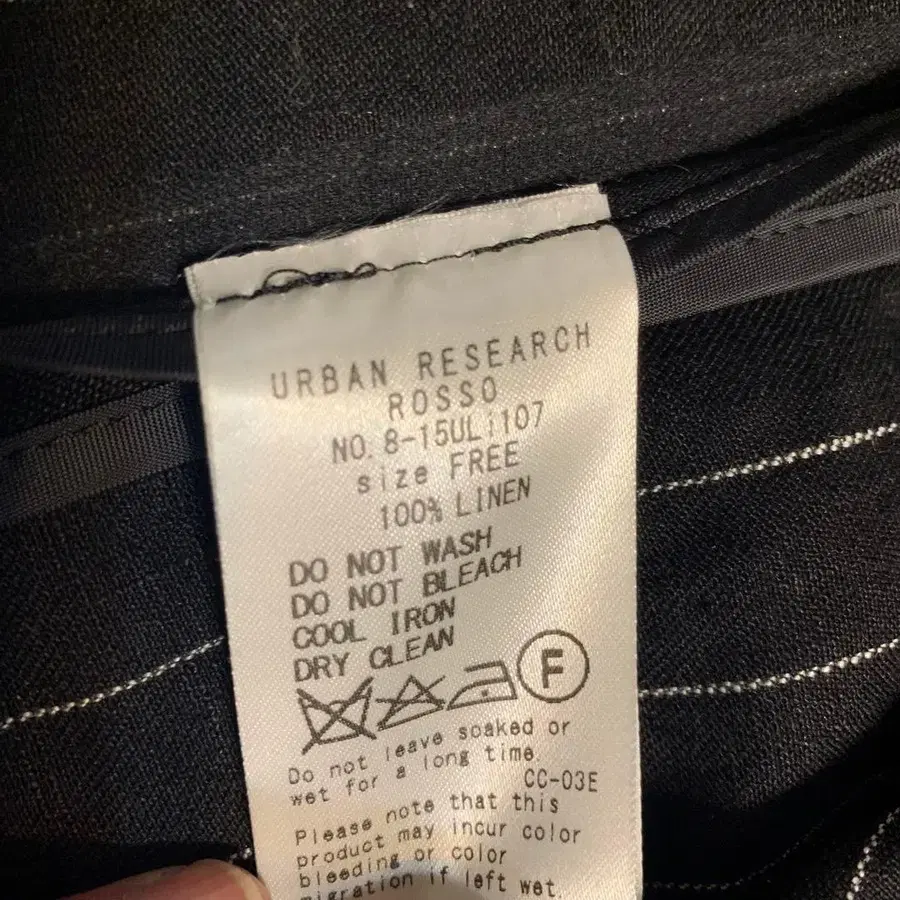 URBAN RESEARCH
ROSSO
NO. 8-15UL1107
size FREE
100% LINEN
DO NOT WASH
DO NOT BLEACH
COOL IRON
DRY CLEAN
F
Do not leave soaked or
wet for a long time.
CC-03E
Please note that this
product may incur color
bleeding or color
migration if left wet.